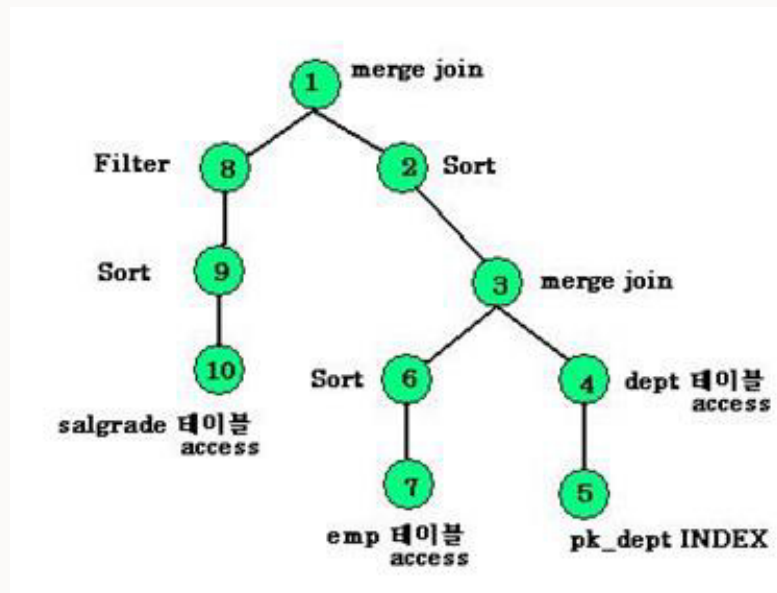 1 merge join
Filter 8 2 Sort
Sort 9 3 merge join
10 Sort 6 4 dept 테이블
access
salgrade 테이블
access
7 5
emp 테이블
access
pk_dept INDEX